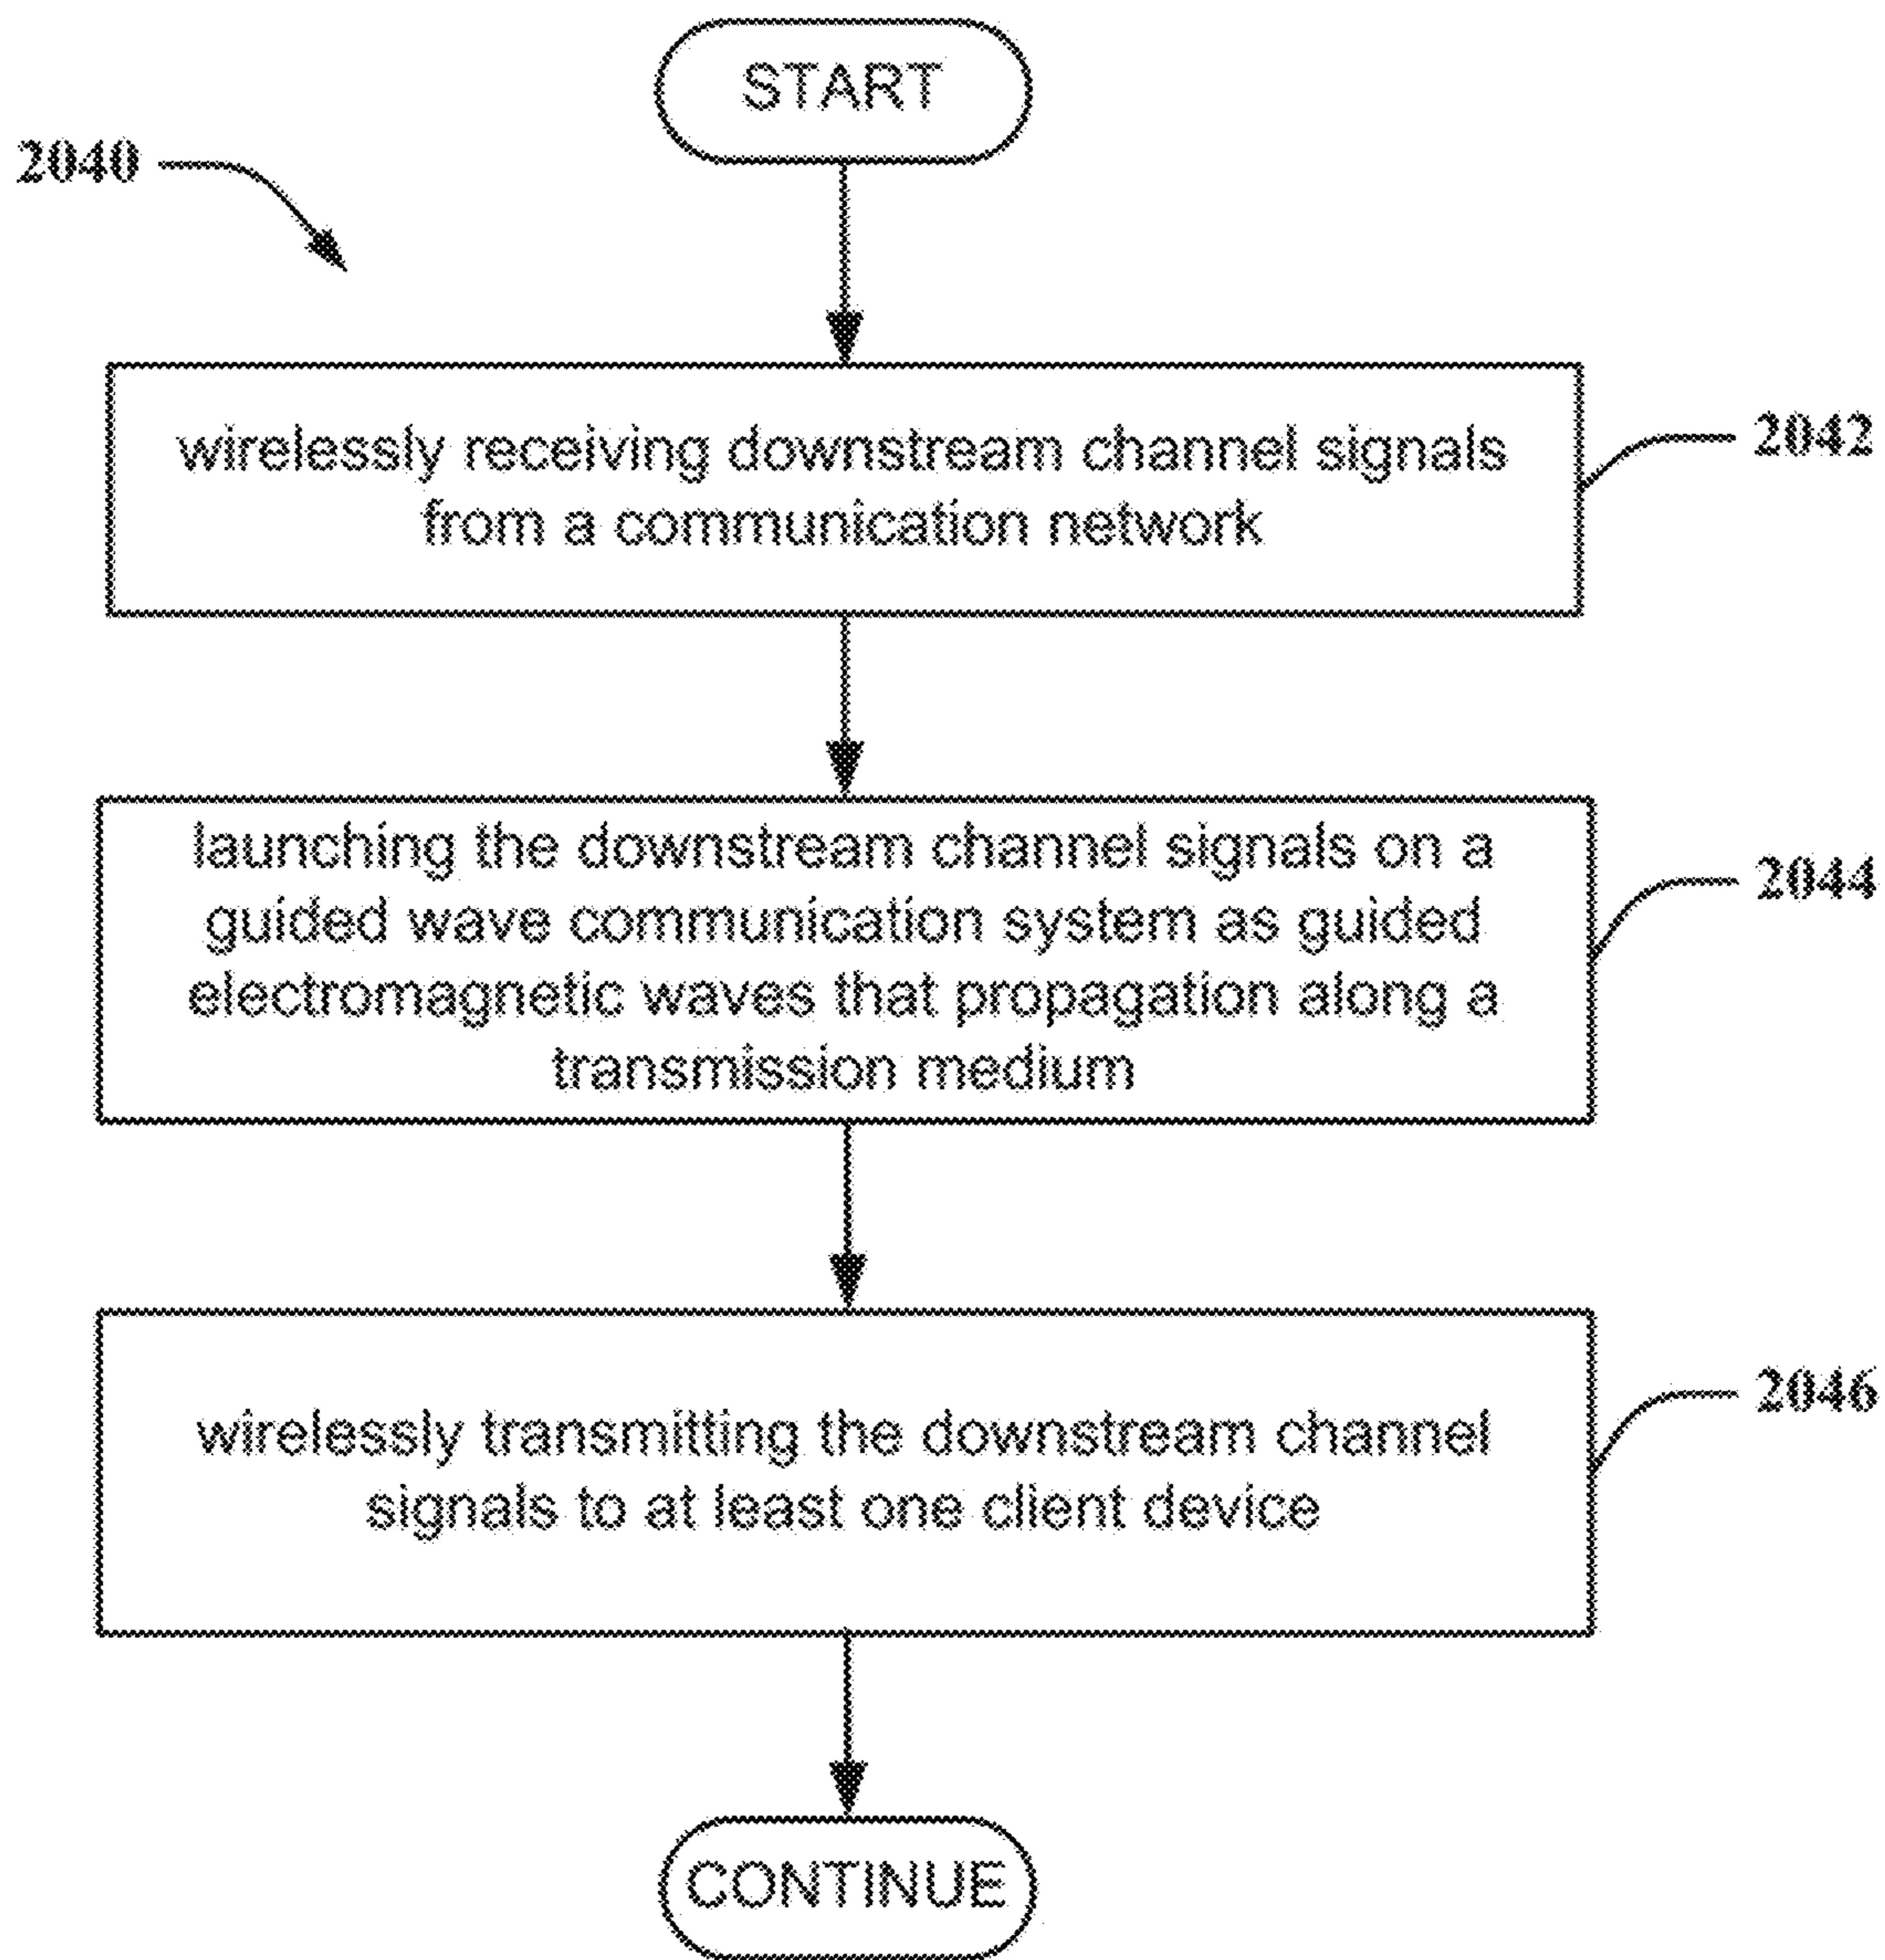 START
2040
wirelessly receiving downstream channel signals
from a communication network
2042
launching the downstream channel signals on a
guided wave communication system as guided
electromagnetic waves that propagation along a
transmission medium
2044
wirelessly transmitting the downstream channel
signals to at least one client device
2046
CONTINUE